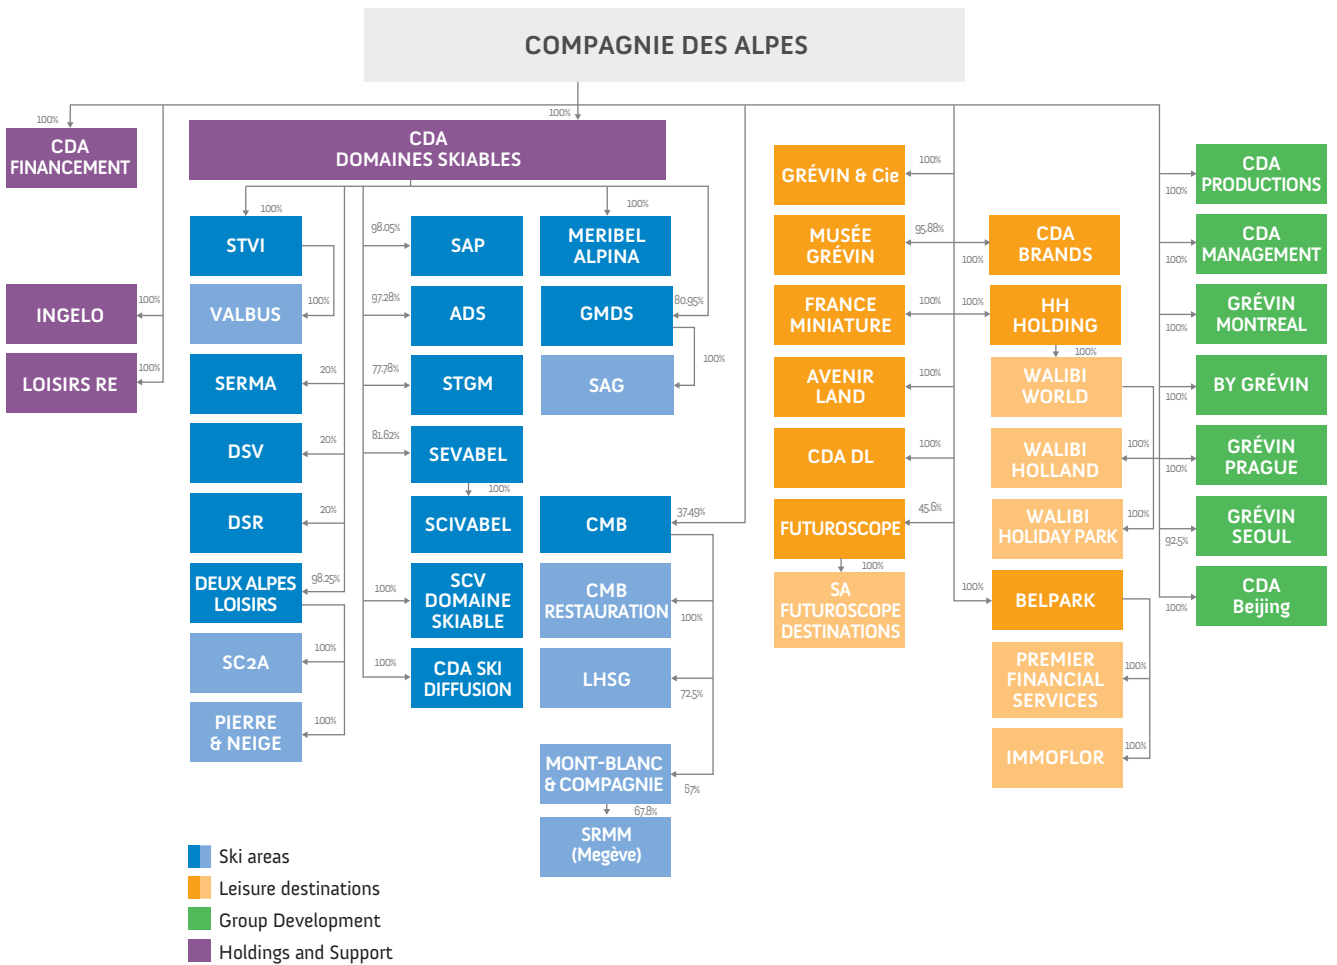 COMPAGNIE DES ALPES
100%
CDA
FINANCEMENT
100%
INGELO
100%
LOISIRS RE
100%
CDA
DOMAINES SKIABLES
100%
STVI
100%
VALBUS
20%
SERMA
20%
DSV
20%
DSR
98.25%
DEUX ALPES
LOISIRS
100%
SC2A
100%
PIERRE
& NEIGE
98.05%
SAP
97.28%
ADS
77.78%
STGM
81.62%
SEVABEL
100%
SCIVABEL
100%
SCV
DOMAINE
SKIABLE
100%
CDA SKI
DIFFUSION
100%
MERIBEL
ALPINA
80.95%
GMDS
100%
SAG
37.49%
CMB
CMB
RESTAURATION
100%
LHSG
72.5%
MONT-BLANC
& COMPAGNIE
67%
67.8%
SRMM
(Megève)
100%
GRÉVIN & Cie
95.88%
MUSÉE
GRÉVIN
100%
FRANCE
MINIATURE
100%
AVENIR
LAND
100%
CDA DL
45.6%
FUTUROSCOPE
100%
SA
FUTUROSCOPE
DESTINATIONS
CDA
BRANDS
100%
100%
HH
HOLDING
100%
WALIBI
WORLD
WALIBI
HOLLAND
100%
WALIBI
HOLIDAY PARK
100%
100%
BELPARK
PREMIER
FINANCIAL
SERVICES
100%
IMMOFLOR
100%
CDA
PRODUCTIONS
100%
CDA
MANAGEMENT
100%
GRÉVIN
MONTREAL
100%
BY GRÉVIN
100%
GRÉVIN
PRAGUE
100%
GRÉVIN
SEOUL
92.5%
CDA
Beijing
100%
Ski areas
Leisure destinations
Group Development
Holdings and Support